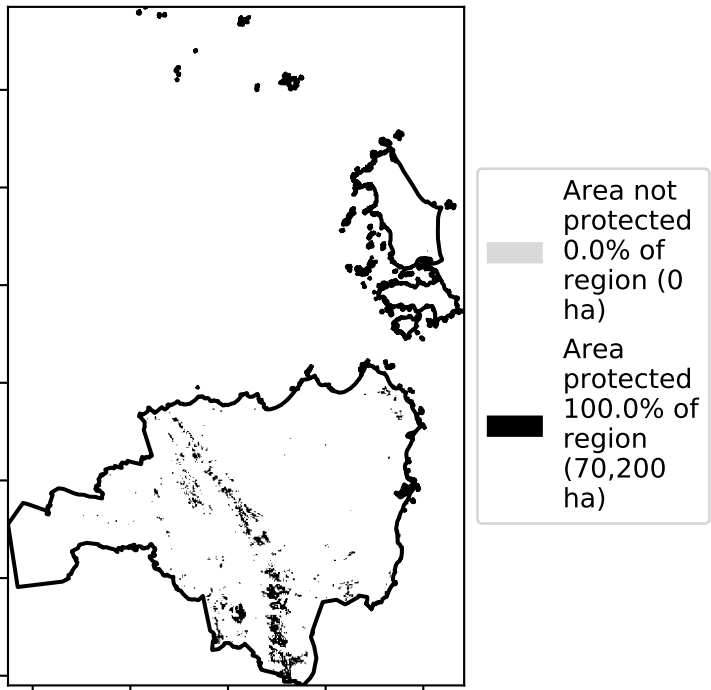 Area not
protected
0.0% of
region (0
ha)
Area
protected
100.0% of
region
(70,200
ha)